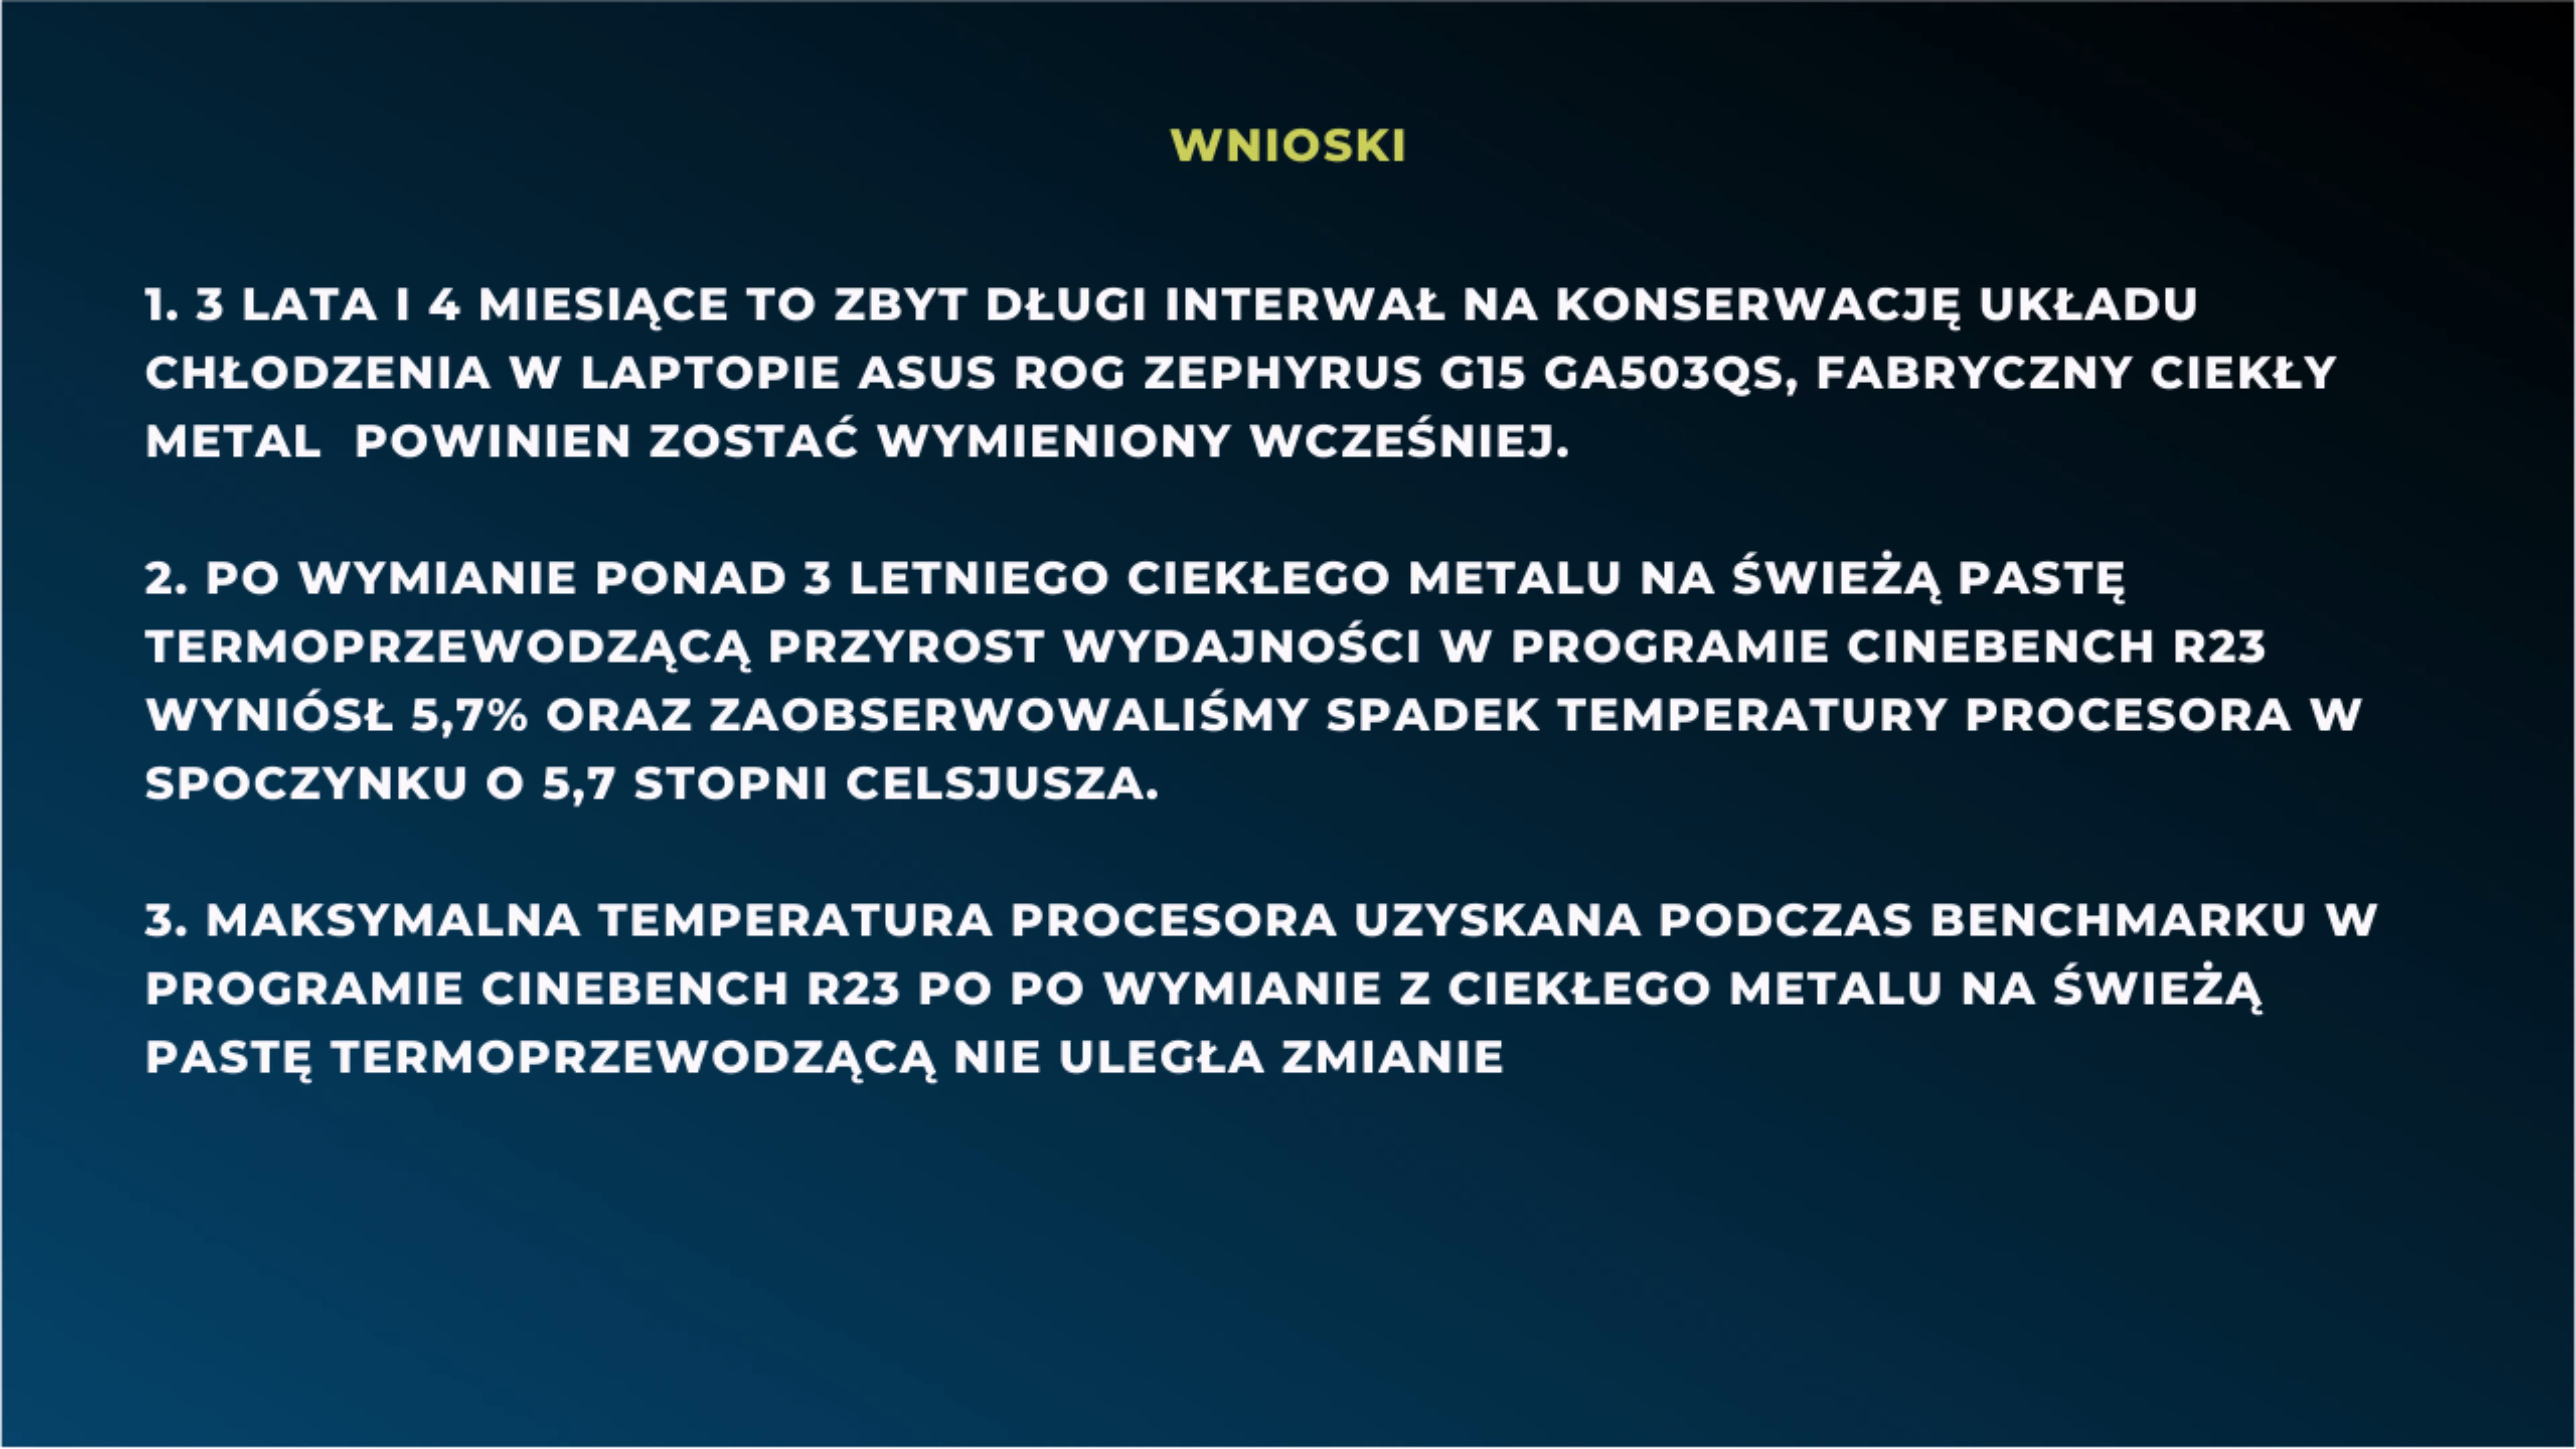 WNIOSKI
1. 3 LATA I 4 MIESIĄCE TO ZBYT DŁUGI INTERWAŁ NA KONSERWACJĘ UKŁADU
CHŁODZENIA W LAPTOPIE ASUS ROG ZEPHYRUS G15 GA503QS, FABRYCZNY CIEKŁY
METAL  POWINIEN ZOSTAĆ WYMIENIONY WCZEŚNIEJ.
2. PO WYMIANIE PONAD 3 LETNIEGO CIEKŁEGO METALU NA ŚWIEŻĄ PASTĘ
TERMOPRZEWODZĄCĄ PRZYROST WYDAJNOŚCI W PROGRAMIE CINEBENCH R23
WYNIÓSŁ 5,7% ORAZ ZAOBSERWOWALIŚMY SPADEK TEMPERATURY PROCESORA W
SPOCZYNKU O 5,7 STOPNI CELSJUSZA.
3. MAKSYMALNA TEMPERATURA PROCESORA UZYSKANA PODCZAS BENCHMARKU W
PROGRAMIE CINEBENCH R23 PO PO WYMIANIE Z CIEKŁEGO METALU NA ŚWIEŻĄ
PASTĘ TERMOPRZEWODZĄCĄ NIE ULEGŁA ZMIANIE